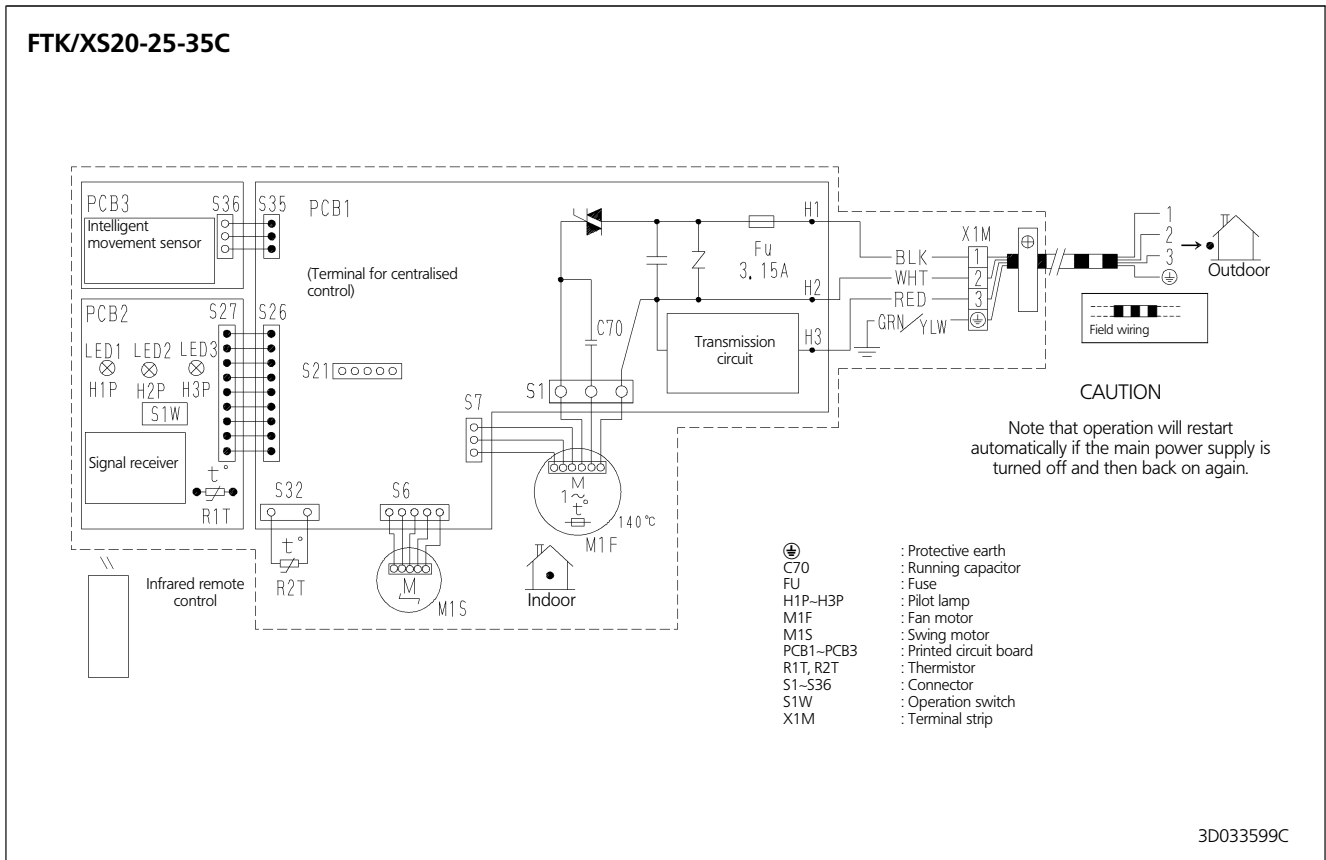 FTK/XS20-25-35C
PCB3
S36
S35
PCB1
Intelligent
movement sensor
(Terminal for centralised
control)
H1
Fu
3.15A
H2
X1M
BLK
1
WHT
2
RED
3
GRN/YLW
1
2
3
Outdoor
Field wiring
PCB2
S27
S26
LED1
LED2
LED3
H1P
H2P
H3P
S1W
S21
C70
Transmission
circuit
H3
S1
S7
Signal receiver
t°
R1T
S32
S6
M
1~
t°
140°C
M1F
t°
R2T
M
M1S
Indoor
Infrared remote
control
CAUTION
Note that operation will restart
automatically if the main power supply is
turned off and then back on again.
: Protective earth
C70 : Running capacitor
FU : Fuse
H1P~H3P : Pilot lamp
M1F : Fan motor
M1S : Swing motor
PCB1~PCB3 : Printed circuit board
R1T, R2T : Thermistor
S1~S36 : Connector
S1W : Operation switch
X1M : Terminal strip
3D033599C